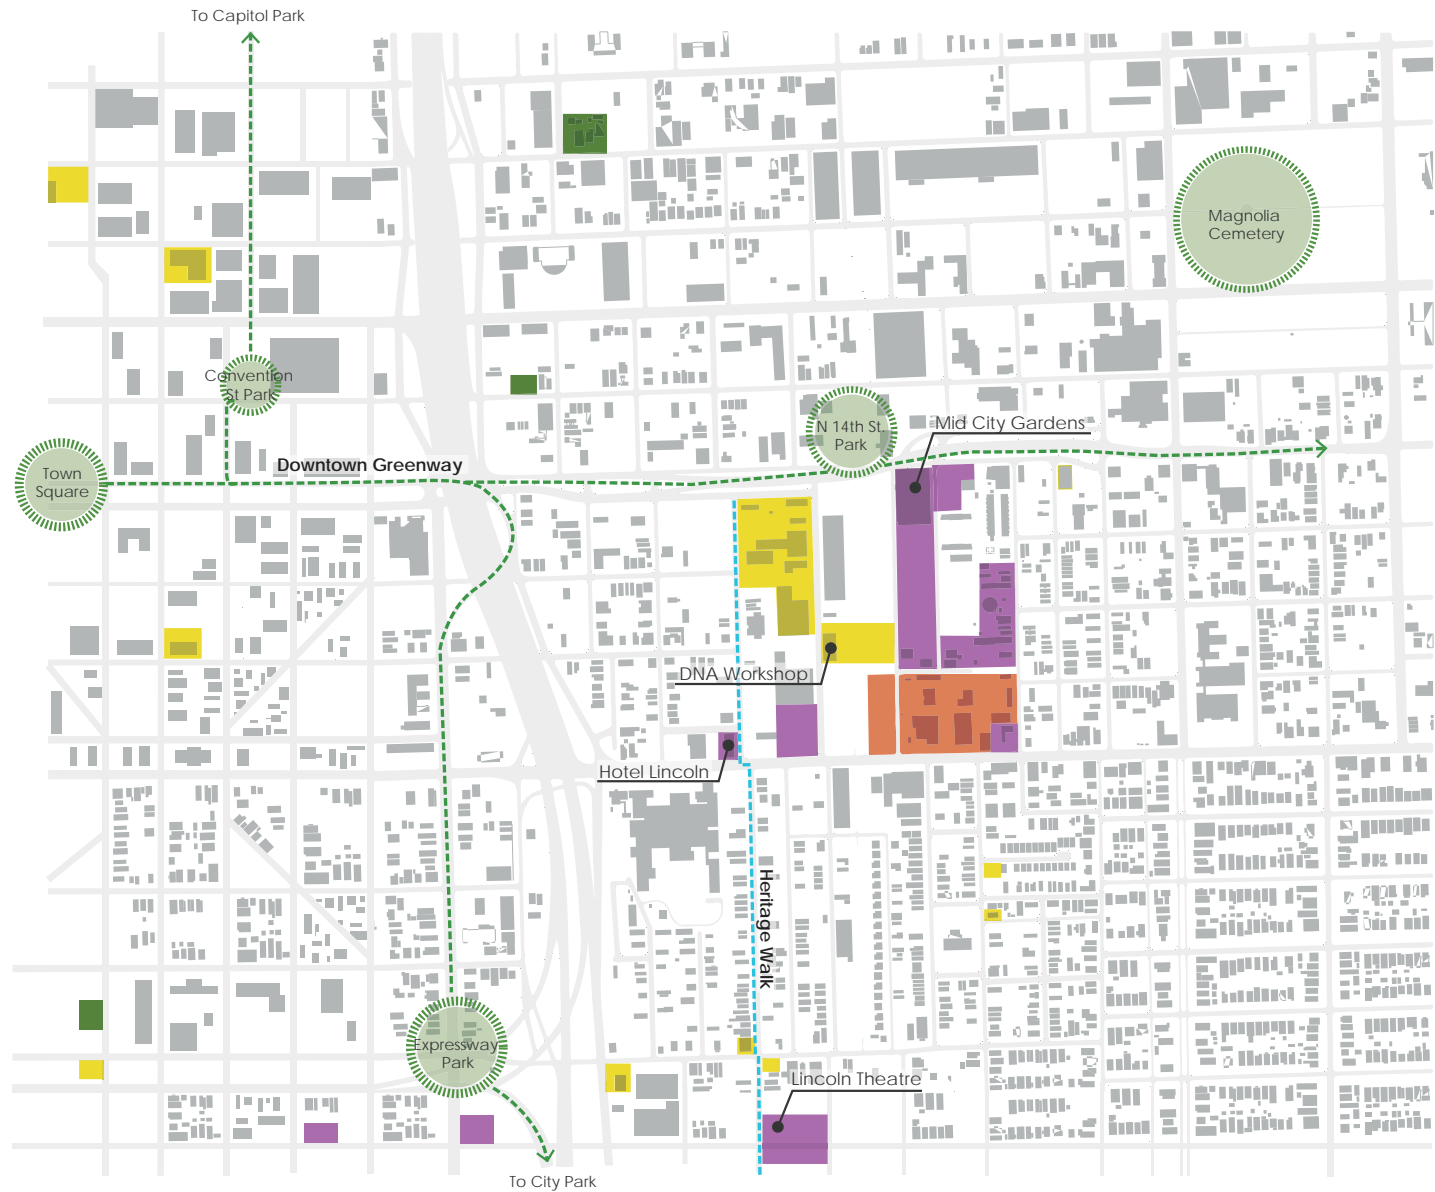 To Capitol Park
Magnolia
Cemetery
Convention
St Park
N 14th St.
Park
Mid City Gardens
Downtown Greenway
Town
Square
DNA Workshop
Hotel Lincoln
Heritage Walk
Expressway
Park
Lincoln Theatre
To City Park